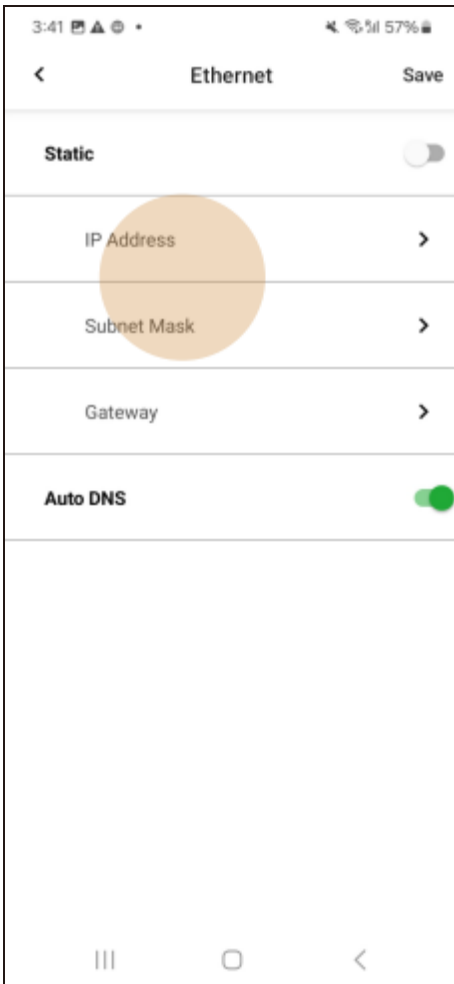 3:41 57%
Ethernet Save
Static
IP Address
Subnet Mask
Gateway
Auto DNS